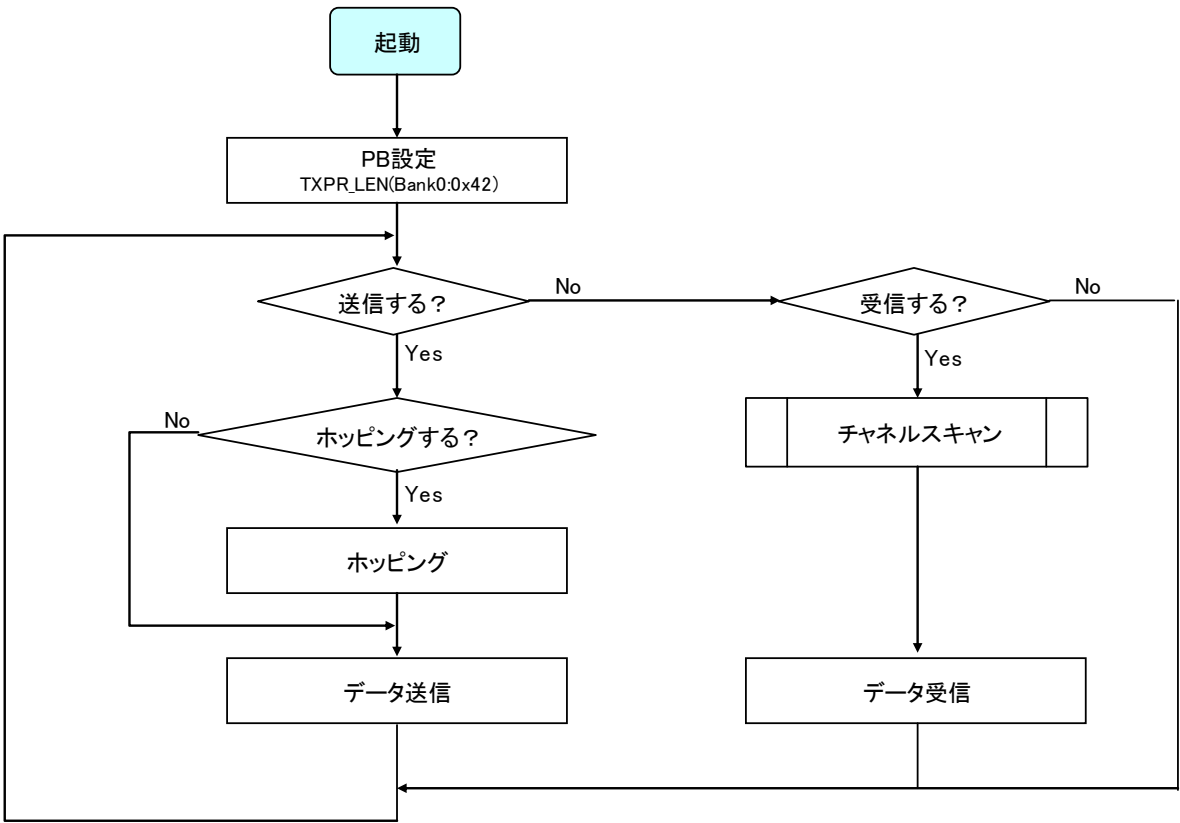 起動
PB設定
TXPR_LEN(Bank0:0x42)
送信する?
No
受信する?
No
Yes
Yes
No
ホッピングする?
チャネルスキャン
Yes
ホッピング
データ送信
データ受信